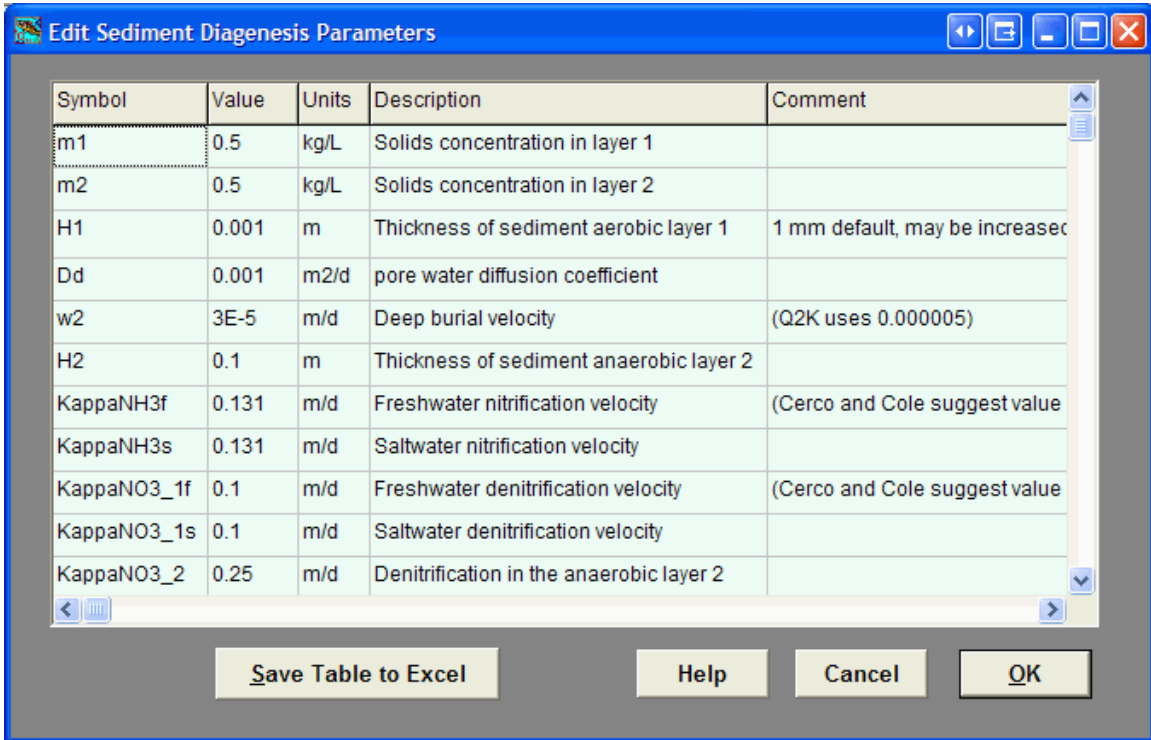 Edit Sediment Diagenesis Parameters
Symbol Value Units Description Comment
m1 0.5 kg/L Solids concentration in layer 1
m2 0.5 kg/L Solids concentration in layer 2
H1 0.001 m Thickness of sediment aerobic layer 1 1 mm default, may be increased
Dd 0.001 m2/d pore water diffusion coefficient
w2 3E-5 m/d Deep burial velocity (Q2K uses 0.000005)
H2 0.1 m Thickness of sediment anaerobic layer 2
KappaNH3f 0.131 m/d Freshwater nitrification velocity (Cerco and Cole suggest value
KappaNH3s 0.131 m/d Saltwater nitrification velocity
KappaNO3_1f 0.1 m/d Freshwater denitrification velocity (Cerco and Cole suggest value
KappaNO3_1s 0.1 m/d Saltwater denitrification velocity
KappaNO3_2 0.25 m/d Denitrification in the anaerobic layer 2
Save Table to Excel Help Cancel OK